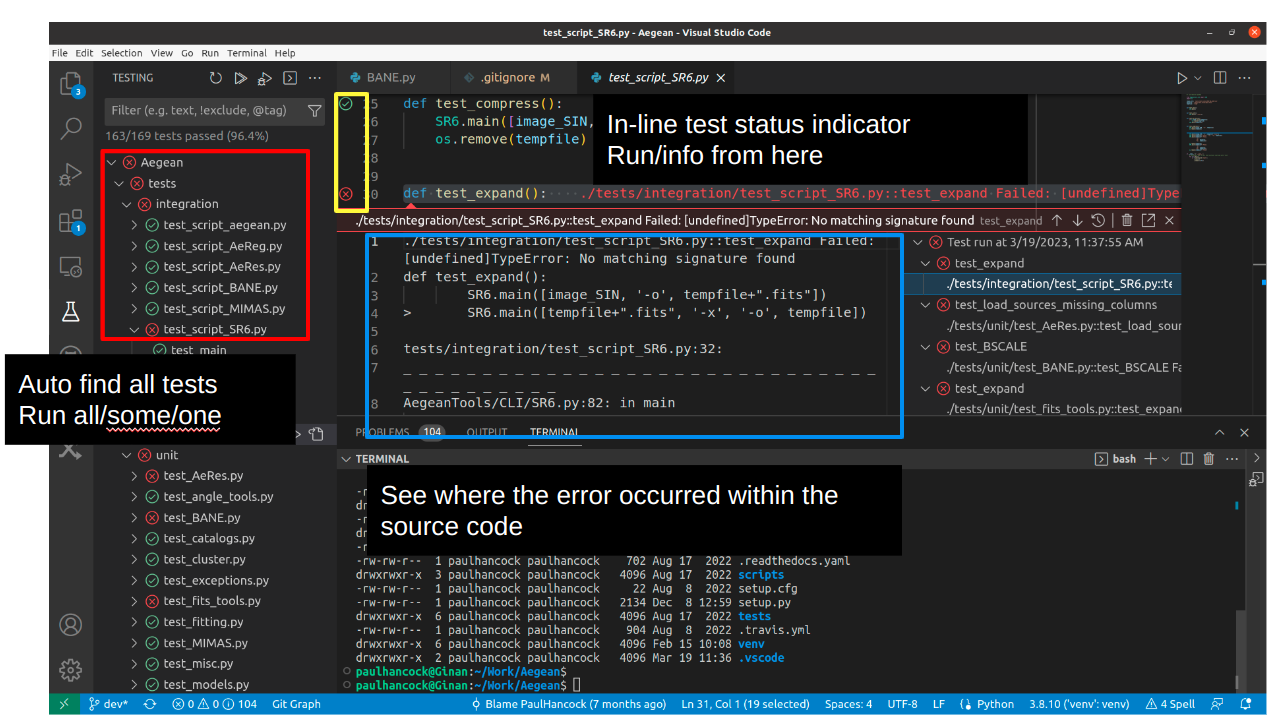 test_script_SR6.py - Aegean - Visual Studio Code
File Edit Selection View Go Run Terminal Help
TESTING
Filter (e.g. text, !exclude, @tag)
163/169 tests passed (96.4%)
Aegean
tests
integration
test_script_aegean.py
test_script_AeReg.py
test_script_AeRes.py
test_script_BANE.py
test_script_MIMAS.py
test_script_SR6.py
test_main
Auto find all tests
Run all/some/one
unit
test_AeRes.py
test_angle_tools.py
test_BANE.py
test_catalogs.py
test_cluster.py
test_exceptions.py
test_fits_tools.py
test_fitting.py
test_MIMAS.py
test_misc.py
test_models.py
3
1
BANE.py
.gitignore M
test_script_SR6.py
25 def test_compress():
26 SR6.main([image_SIN,
27 os.remove(tempfile)
28
29
30 def test_expand(): ./tests/integration/test_script_SR6.py::test_expand Failed: [undefined]Type
In-line test status indicator
Run/info from here
./tests/integration/test_script_SR6.py::test_expand Failed: [undefined]TypeError: No matching signature found test_expand
1 ./tests/integration/test_script_SR6.py::test_expand Failed:
[undefined]TypeError: No matching signature found
2 def test_expand():
3 SR6.main([image_SIN, '-o', tempfile+".fits"])
4 > SR6.main([tempfile+".fits", '-x', '-o', tempfile])
5
6 tests/integration/test_script_SR6.py:32:
7 _ _ _ _ _ _ _ _ _ _ _ _ _ _ _ _ _ _ _ _ _ _ _ _ _ _ _ _ _ _ _ _
_ _ _ _ _ _ _ _ _ _
8 AegeanTools/CLI/SR6.py:82: in main
Test run at 3/19/2023, 11:37:55 AM
test_expand
./tests/integration/test_script_SR6.py::te
test_load_sources_missing_columns
./tests/unit/test_AeRes.py::test_load_sour
test_BSCALE
./tests/unit/test_BANE.py::test_BSCALE Fa
test_expand
./tests/unit/test_fits_tools.py::test_expan
PROBLEMS 104 OUTPUT TERMINAL
TERMINAL
bash
See where the error occurred within the
source code
-r
dr
-r
dr
-r
-rw-rw-r-- 1 paulhancock paulhancock 702 Aug 17 2022 .readthedocs.yaml
drwxrwxr-x 3 paulhancock paulhancock 4096 Aug 17 2022 scripts
-rw-rw-r-- 1 paulhancock paulhancock 22 Aug 8 2022 setup.cfg
-rw-rw-r-- 1 paulhancock paulhancock 2134 Dec 8 12:59 setup.py
drwxrwxr-x 6 paulhancock paulhancock 4096 Aug 17 2022 tests
-rw-rw-r-- 1 paulhancock paulhancock 904 Aug 8 2022 .travis.yml
drwxrwxr-x 6 paulhancock paulhancock 4096 Feb 15 10:08 venv
drwxrwxr-x 2 paulhancock paulhancock 4096 Mar 19 11:36 .vscode
paulhancock@Ginan:~/Work/Aegean$
paulhancock@Ginan:~/Work/Aegean$
dev* 0 0 104 Git Graph Blame PaulHancock (7 months ago) Ln 31, Col 1 (19 selected) Spaces: 4 UTF-8 LF Python 3.8.10 ('venv': venv) 4 Spell